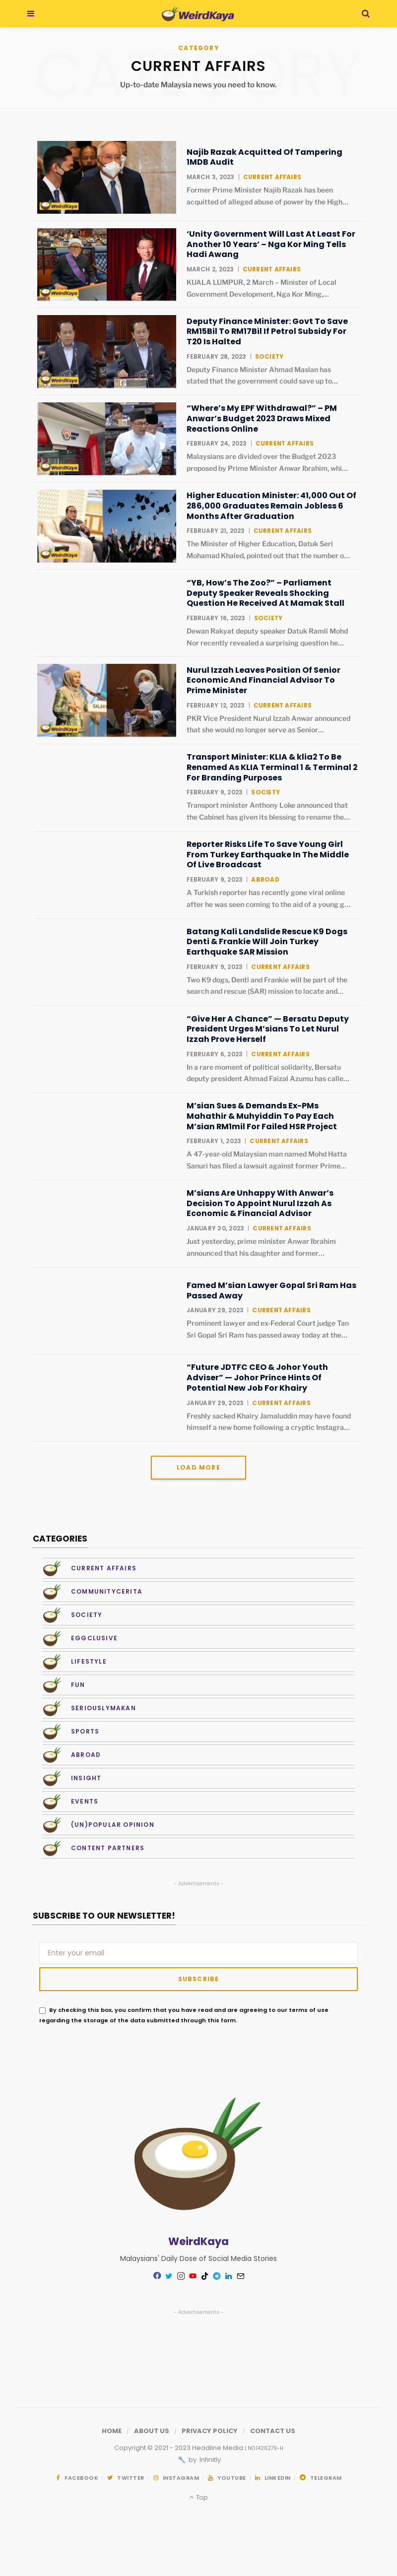 WeirdKaya
CATEGORY
CATEGORY
CURRENT AFFAIRS
Up-to-date Malaysia news you need to know.
WeirdKaya
Najib Razak Acquitted Of Tampering
1MDB Audit
MARCH 3, 2023 | CURRENT AFFAIRS
Former Prime Minister Najib Razak has been
acquitted of alleged abuse of power by the High...
WeirdKaya
‘Unity Government Will Last At Least For
Another 10 Years’ – Nga Kor Ming Tells
Hadi Awang
MARCH 2, 2023 | CURRENT AFFAIRS
KUALA LUMPUR, 2 March – Minister of Local
Government Development, Nga Kor Ming,...
WeirdKaya
Deputy Finance Minister: Govt To Save
RM15Bil To RM17Bil If Petrol Subsidy For
T20 Is Halted
FEBRUARY 28, 2023 | SOCIETY
Deputy Finance Minister Ahmad Maslan has
stated that the government could save up to...
WeirdKaya
“Where’s My EPF Withdrawal?” – PM
Anwar’s Budget 2023 Draws Mixed
Reactions Online
FEBRUARY 24, 2023 | CURRENT AFFAIRS
Malaysians are divided over the Budget 2023
proposed by Prime Minister Anwar Ibrahim, whi...
WeirdKaya
Higher Education Minister: 41,000 Out Of
286,000 Graduates Remain Jobless 6
Months After Graduation
FEBRUARY 21, 2023 | CURRENT AFFAIRS
The Minister of Higher Education, Datuk Seri
Mohamad Khaled, pointed out that the number o...
“YB, How’s The Zoo?” – Parliament
Deputy Speaker Reveals Shocking
Question He Received At Mamak Stall
FEBRUARY 16, 2023 | SOCIETY
Dewan Rakyat deputy speaker Datuk Ramli Mohd
Nor recently revealed a surprising question he...
WeirdKaya
Nurul Izzah Leaves Position Of Senior
Economic And Financial Advisor To
Prime Minister
FEBRUARY 12, 2023 | CURRENT AFFAIRS
PKR Vice President Nurul Izzah Anwar announced
that she would no longer serve as Senior...
Transport Minister: KLIA & klia2 To Be
Renamed As KLIA Terminal 1 & Terminal 2
For Branding Purposes
FEBRUARY 9, 2023 | SOCIETY
Transport minister Anthony Loke announced that
the Cabinet has given its blessing to rename the...
Reporter Risks Life To Save Young Girl
From Turkey Earthquake In The Middle
Of Live Broadcast
FEBRUARY 9, 2023 | ABROAD
A Turkish reporter has recently gone viral online
after he was seen coming to the aid of a young g...
Batang Kali Landslide Rescue K9 Dogs
Denti & Frankie Will Join Turkey
Earthquake SAR Mission
FEBRUARY 9, 2023 | CURRENT AFFAIRS
Two K9 dogs, Denti and Frankie will be part of the
search and rescue (SAR) mission to locate and...
“Give Her A Chance” — Bersatu Deputy
President Urges M’sians To Let Nurul
Izzah Prove Herself
FEBRUARY 6, 2023 | CURRENT AFFAIRS
In a rare moment of political solidarity, Bersatu
deputy president Ahmad Faizal Azumu has calle...
M’sian Sues & Demands Ex-PMs
Mahathir & Muhyiddin To Pay Each
M’sian RM1mil For Failed HSR Project
FEBRUARY 1, 2023 | CURRENT AFFAIRS
A 47-year-old Malaysian man named Mohd Hatta
Sanuri has filed a lawsuit against former Prime...
M’sians Are Unhappy With Anwar’s
Decision To Appoint Nurul Izzah As
Economic & Financial Advisor
JANUARY 30, 2023 | CURRENT AFFAIRS
Just yesterday, prime minister Anwar Ibrahim
announced that his daughter and former...
Famed M’sian Lawyer Gopal Sri Ram Has
Passed Away
JANUARY 29, 2023 | CURRENT AFFAIRS
Prominent lawyer and ex-Federal Court judge Tan
Sri Gopal Sri Ram has passed away today at the...
“Future JDTFC CEO & Johor Youth
Adviser” — Johor Prince Hints Of
Potential New Job For Khairy
JANUARY 29, 2023 | CURRENT AFFAIRS
Freshly sacked Khairy Jamaluddin may have found
himself a new home following a cryptic Instagra...
LOAD MORE
CATEGORIES
CURRENT AFFAIRS
COMMUNITYCERITA
SOCIETY
EGGCLUSIVE
LIFESTYLE
FUN
SERIOUSLYMAKAN
SPORTS
ABROAD
INSIGHT
EVENTS
(UN)POPULAR OPINION
CONTENT PARTNERS
- Advertisements -
SUBSCRIBE TO OUR NEWSLETTER!
Enter your email
SUBSCRIBE
By checking this box, you confirm that you have read and are agreeing to our terms of use
regarding the storage of the data submitted through this form.
WeirdKaya
Malaysians' Daily Dose of Social Media Stories
- Advertisements -
HOME / ABOUT US / PRIVACY POLICY / CONTACT US
Copyright © 2021 - 2023 Headline Media | NO.1426279-H
by Infinitly
FACEBOOK TWITTER INSTAGRAM YOUTUBE LINKEDIN TELEGRAM
Top